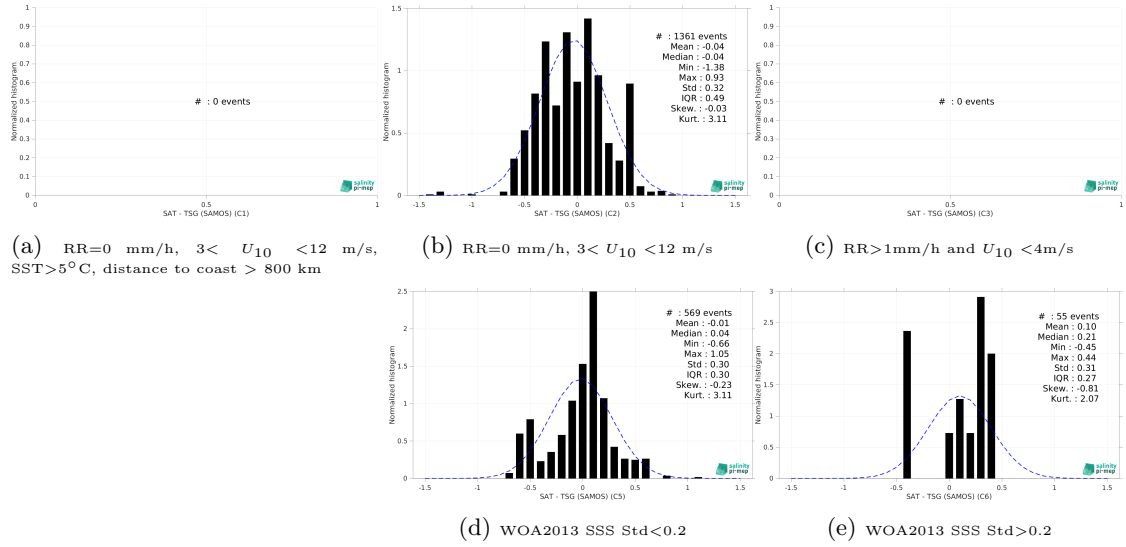 1
0.9
0.8
0.7
0.6
0.5
0.4
0.3
0.2
0.1
0
Normalized histogram
# : 0 events
salinity
pi-mep
0 0.5 1
SAT - TSG (SAMOS) (C1)
(a) RR=0 mm/h, 3< U10 <12 m/s,
SST>5°C, distance to coast > 800 km
1.5
1
0.5
0
Normalized histogram
# : 1361 events
Mean : -0.04
Median : -0.04
Min : -1.38
Max : 0.93
Std : 0.32
IQR : 0.49
Skew. : -0.03
Kurt. : 3.11
salinity
pi-mep
-1.5 -1 -0.5 0 0.5 1 1.5
SAT - TSG (SAMOS) (C2)
(b) RR=0 mm/h, 3< U10 <12 m/s
1
0.9
0.8
0.7
0.6
0.5
0.4
0.3
0.2
0.1
0
Normalized histogram
# : 0 events
salinity
pi-mep
0 0.5 1
SAT - TSG (SAMOS) (C3)
(c) RR>1mm/h and U10 <4m/s
2.5
2
1.5
1
0.5
0
Normalized histogram
# : 569 events
Mean : -0.01
Median : 0.04
Min : -0.66
Max : 1.05
Std : 0.30
IQR : 0.30
Skew. : -0.23
Kurt. : 3.11
salinity
pi-mep
-1.5 -1 -0.5 0 0.5 1 1.5
SAT - TSG (SAMOS) (C5)
(d) WOA2013 SSS Std<0.2
3
2.5
2
1.5
1
0.5
0
Normalized histogram
# : 55 events
Mean : 0.10
Median : 0.21
Min : -0.45
Max : 0.44
Std : 0.31
IQR : 0.27
Skew. : -0.81
Kurt. : 2.07
salinity
pi-mep
-1.5 -1 -0.5 0 0.5 1 1.5
SAT - TSG (SAMOS) (C6)
(e) WOA2013 SSS Std>0.2